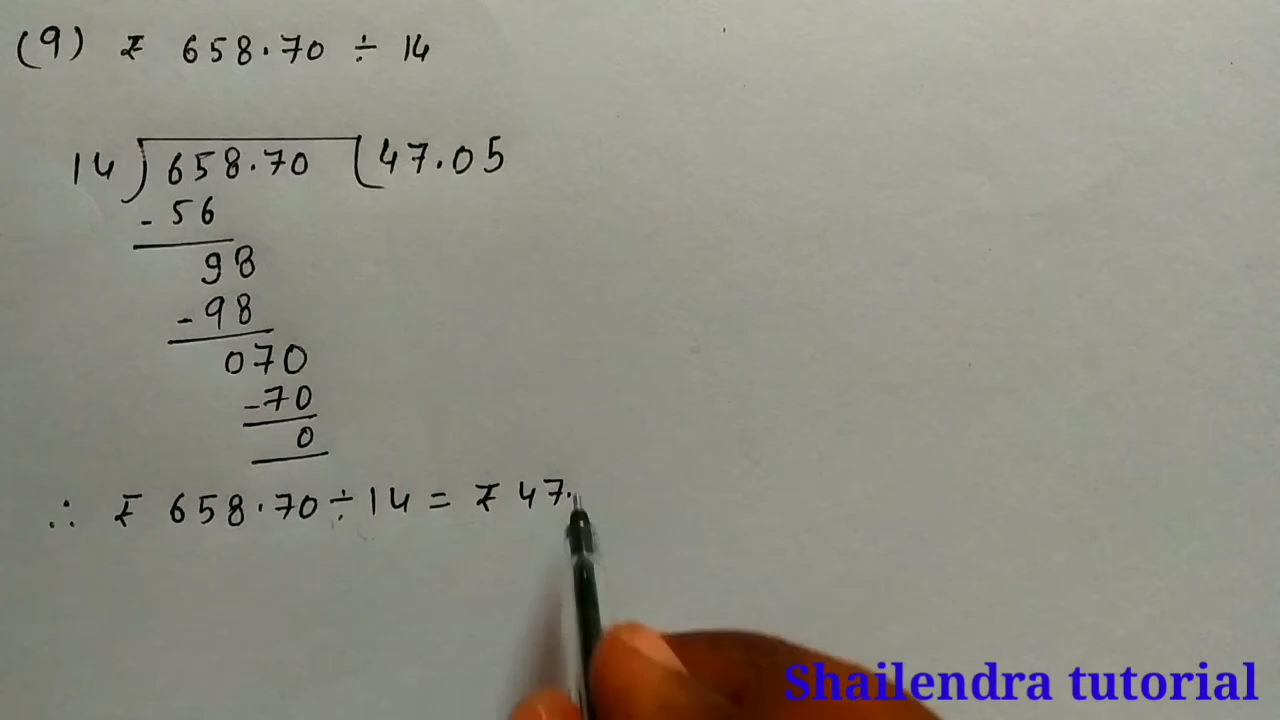 (9) ₹ 658.70 ÷ 14
14 ) 658.70 ( 47.05
- 56
98
- 98
070
- 70
0
∴ ₹ 658.70 ÷ 14 = ₹ 47.
Shailendra tutorial